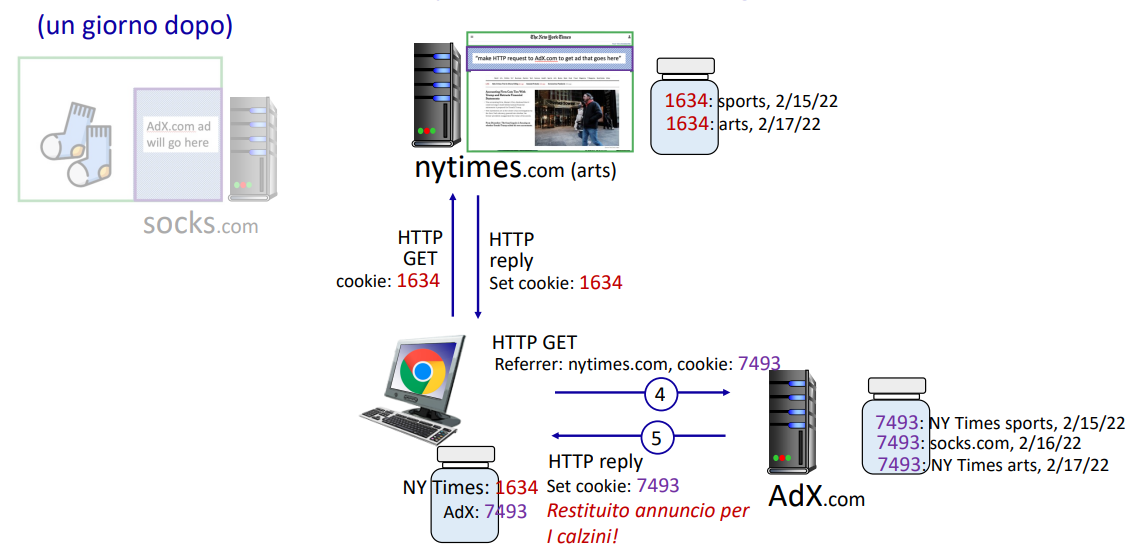 (un giorno dopo)
The New York Times
"make HTTP request to AdX.com to get ad that goes here"
1634: sports, 2/15/22
1634: arts, 2/17/22
AdX.com ad
will go here
socks.com
nytimes.com (arts)
HTTP
GET
cookie: 1634
HTTP
reply
Set cookie: 1634
HTTP GET
Referrer: nytimes.com, cookie: 7493
4
5
7493: NY Times sports, 2/15/22
7493: socks.com, 2/16/22
7493: NY Times arts, 2/17/22
HTTP reply
NY Times: 1634
AdX: 7493
Set cookie: 7493
Restituito annuncio per
I calzini!
AdX.com